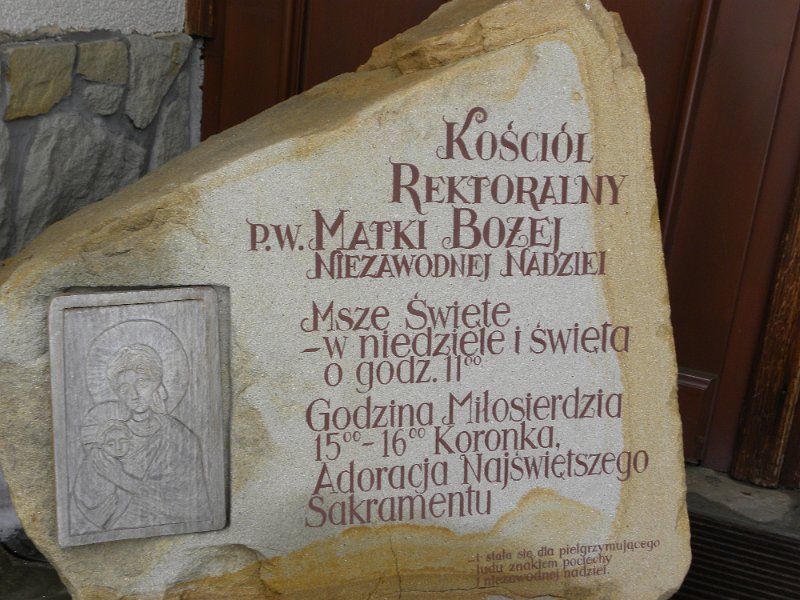 Kościół
Rektoralny
p.w. Matki Bożej
Niezawodnej Nadziei
Msze Święte
- w niedziele i święta
o godz. 11⁰⁰
Godzina Miłosierdzia
15⁰⁰ - 16⁰⁰ Koronka,
Adoracja Najświętszego
Sakramentu
-i stała się dla pielgrzymującego
ludu znakiem pociechy
i niezawodnej nadziei.